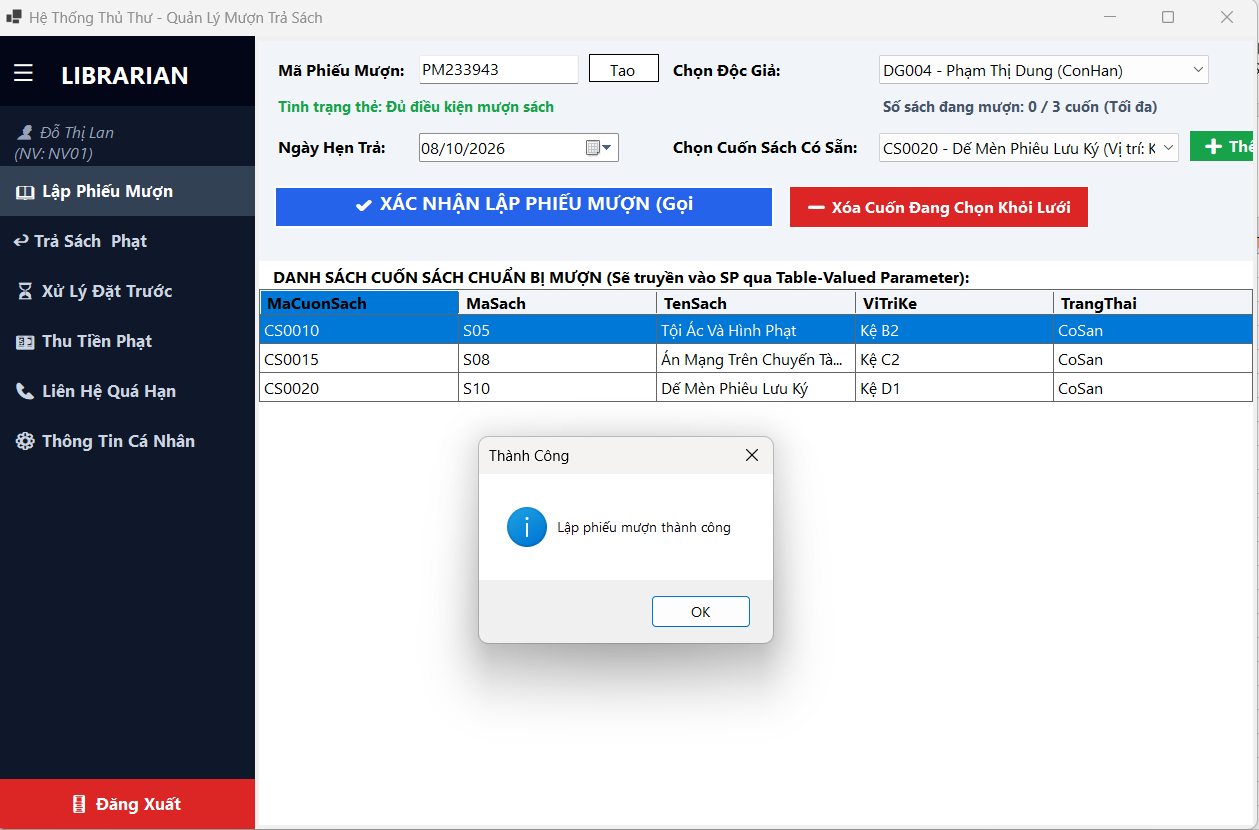 Hệ Thống Thủ Thư - Quản Lý Mượn Trả Sách
LIBRARIAN
Đỗ Thị Lan
(NV: NV01)
Lập Phiếu Mượn
Trả Sách  Phạt
Xử Lý Đặt Trước
Thu Tiền Phạt
Liên Hệ Quá Hạn
Thông Tin Cá Nhân
Đăng Xuất
Mã Phiếu Mượn: PM233943 Tao Chọn Độc Giả: DG004 - Phạm Thị Dung (ConHan)
Tình trạng thẻ: Đủ điều kiện mượn sách Số sách đang mượn: 0 / 3 cuốn (Tối đa)
Ngày Hẹn Trả: 08/10/2026 Chọn Cuốn Sách Có Sẵn: CS0020 - Dế Mèn Phiêu Lưu Ký (Vị trí: K
XÁC NHẬN LẬP PHIẾU MƯỢN (Gọi Xóa Cuốn Đang Chọn Khỏi Lưới
DANH SÁCH CUỐN SÁCH CHUẨN BỊ MƯỢN (Sẽ truyền vào SP qua Table-Valued Parameter):
MaCuonSach MaSach TenSach ViTriKe TrangThai
CS0010 S05 Tội Ác Và Hình Phạt Kệ B2 CoSan
CS0015 S08 Án Mạng Trên Chuyến Tà... Kệ C2 CoSan
CS0020 S10 Dế Mèn Phiêu Lưu Ký Kệ D1 CoSan
Thành Công
Lập phiếu mượn thành công
OK